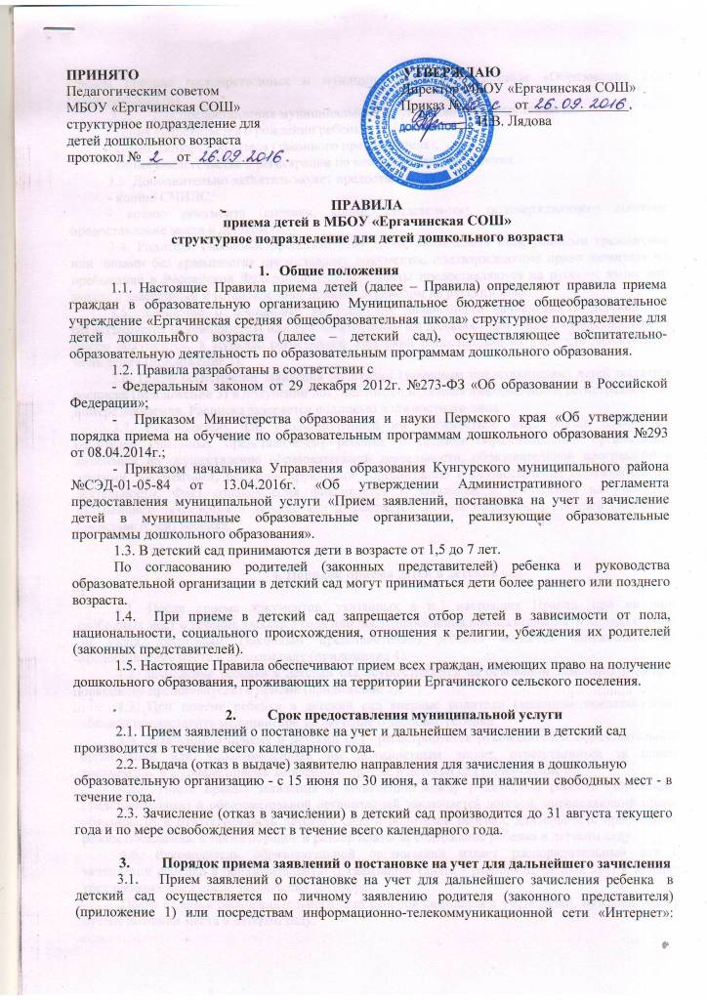 ПРИНЯТО
Педагогическим советом
МБОУ «Ергачинская СОШ»
структурное подразделение для
детей дошкольного возраста
протокол № 2 от 26.09.2016.
УТВЕРЖДАЮ
Директор МБОУ «Ергачинская СОШ»
Приказ № от 26.09.2016.
И.В. Лядова
ДЛЯ
ДОКУМЕНТОВ
ПРАВИЛА
приема детей в МБОУ «Ергачинская СОШ»
структурное подразделение для детей дошкольного возраста
1. Общие положения
1.1. Настоящие Правила приема детей (далее – Правила) определяют правила приема
граждан в образовательную организацию Муниципальное бюджетное общеобразовательное
учреждение «Ергачинская средняя общеобразовательная школа» структурное подразделение для
детей дошкольного возраста (далее – детский сад), осуществляющее воспитательно-
образовательную деятельность по образовательным программам дошкольного образования.
1.2. Правила разработаны в соответствии с
- Федеральным законом от 29 декабря 2012г. №273-ФЗ «Об образовании в Российской
Федерации»;
- Приказом Министерства образования и науки Пермского края «Об утверждении
порядка приема на обучение по образовательным программам дошкольного образования №293
от 08.04.2014г.;
- Приказом начальника Управления образования Кунгурского муниципального района
№СЭД-01-05-84 от 13.04.2016г. «Об утверждении Административного регламента
предоставления муниципальной услуги «Прием заявлений, постановка на учет и зачисление
детей в муниципальные образовательные организации, реализующие образовательные
программы дошкольного образования».
1.3. В детский сад принимаются дети в возрасте от 1,5 до 7 лет.
По согласованию родителей (законных представителей) ребенка и руководства
образовательной организации в детский сад могут приниматься дети более раннего или позднего
возраста.
1.4. При приеме в детский сад запрещается отбор детей в зависимости от пола,
национальности, социального происхождения, отношения к религии, убеждения их родителей
(законных представителей).
1.5. Настоящие Правила обеспечивают прием всех граждан, имеющих право на получение
дошкольного образования, проживающих на территории Ергачинского сельского поселения.
2. Срок предоставления муниципальной услуги
2.1. Прием заявлений о постановке на учет и дальнейшем зачислении в детский сад
производится в течение всего календарного года.
2.2. Выдача (отказ в выдаче) заявителю направления для зачисления в дошкольную
образовательную организацию - с 15 июня по 30 июня, а также при наличии свободных мест - в
течение года.
2.3. Зачисление (отказ в зачислении) в детский сад производится до 31 августа текущего
года и по мере освобождения мест в течение всего календарного года.
3. Порядок приема заявлений о постановке на учет для дальнейшего зачисления
3.1. Прием заявлений о постановке на учет для дальнейшего зачисления ребенка в
детский сад осуществляется по личному заявлению родителя (законного представителя)
(приложение 1) или посредствам информационно-телекоммуникационной сети «Интернет»: